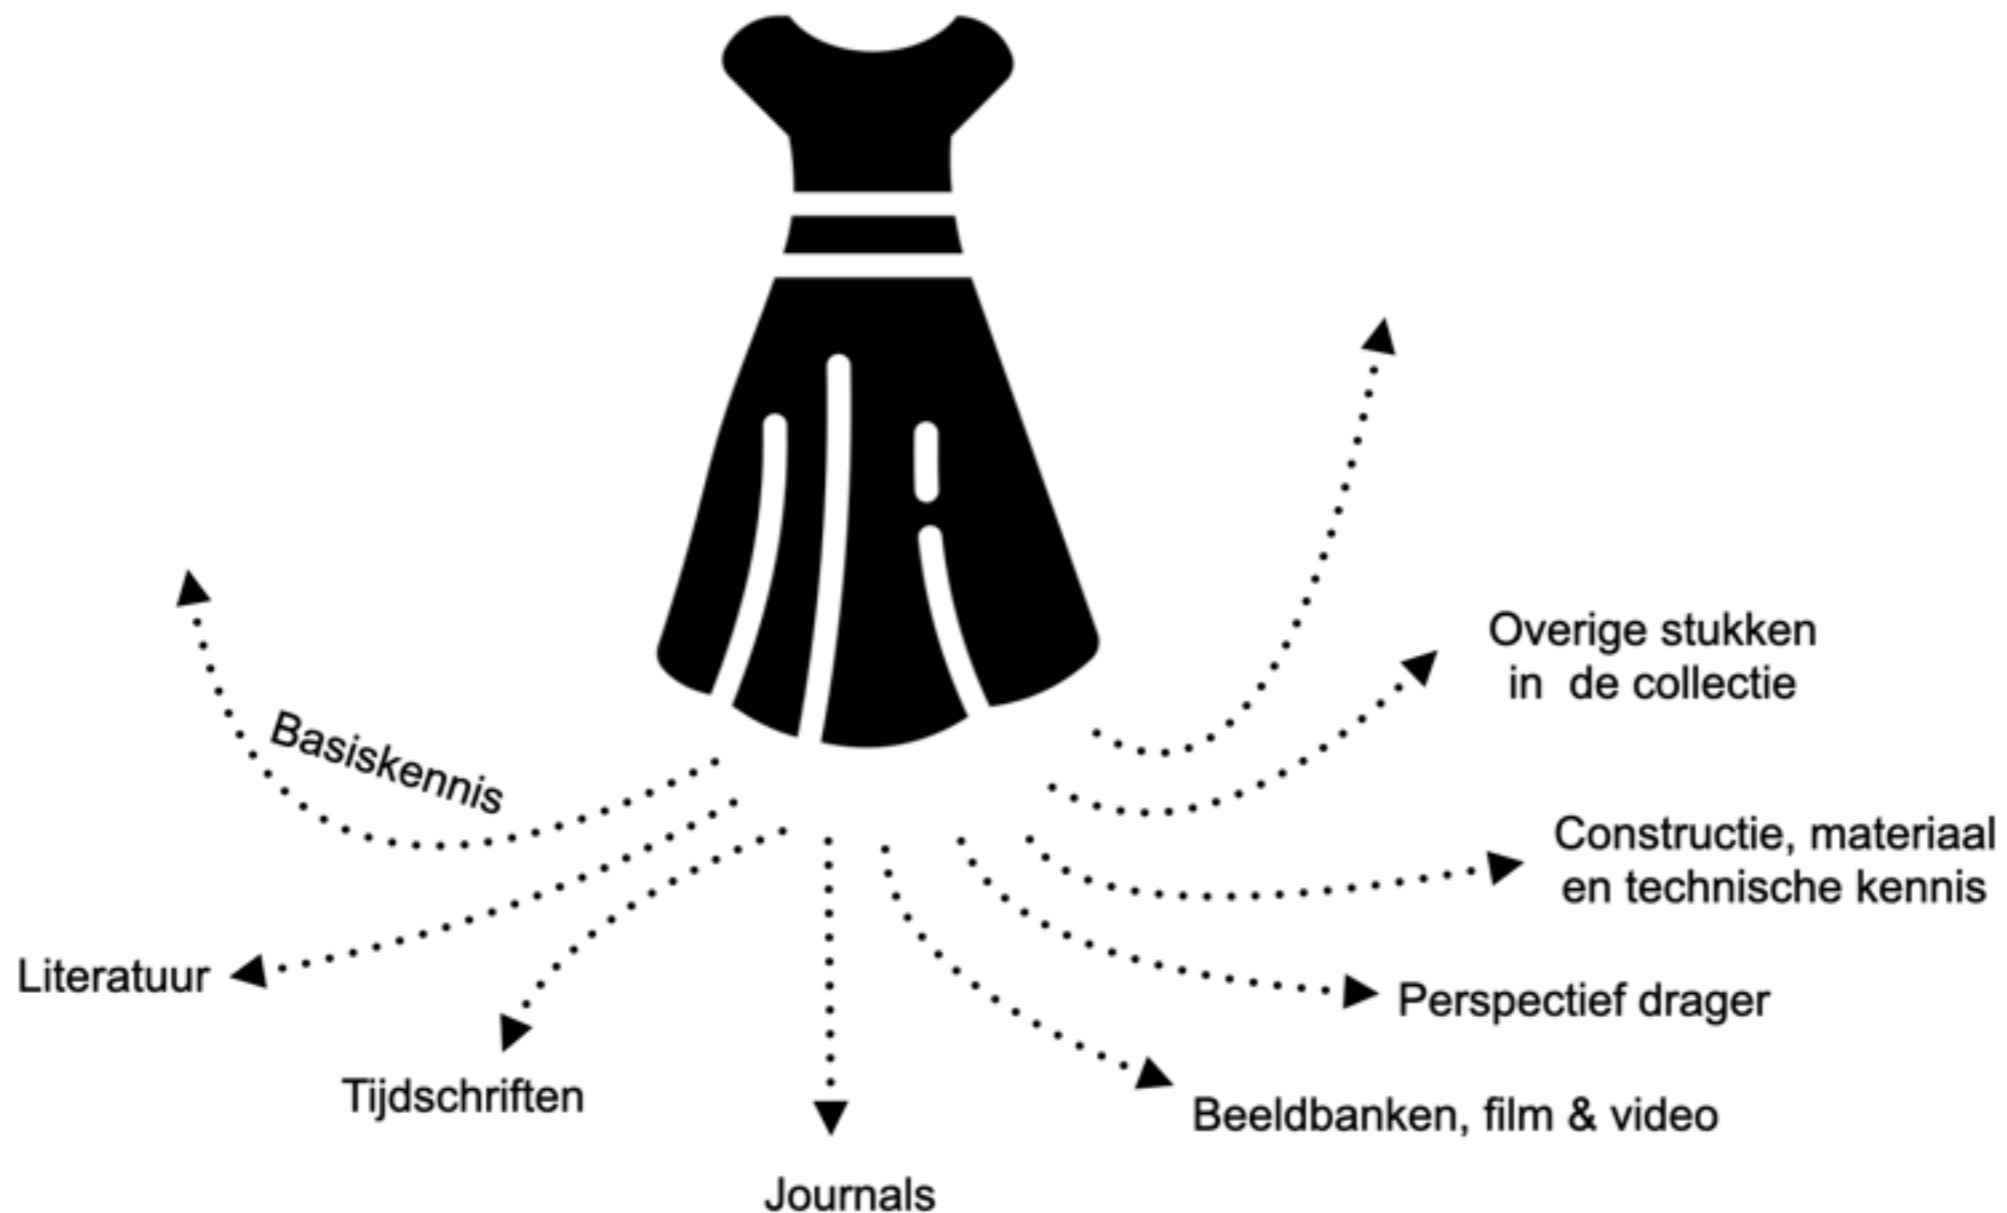 Overige stukken
in de collectie
Basiskennis
Constructie, materiaal
en technische kennis
Literatuur
Perspectief drager
Tijdschriften
Beeldbanken, film & video
Journals